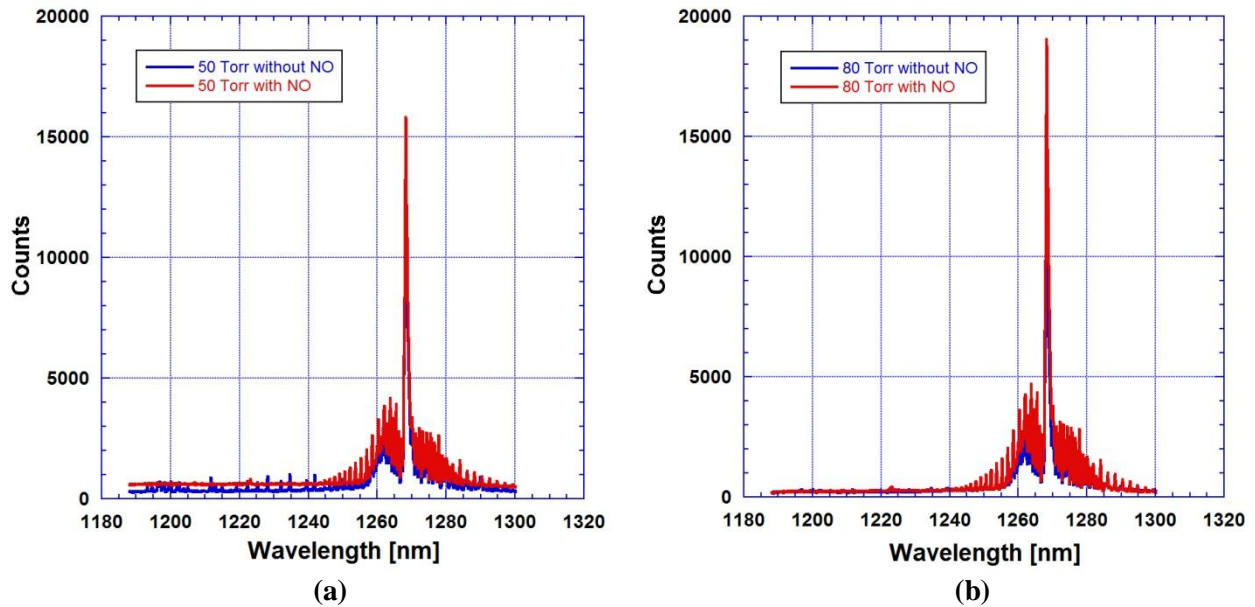 20000
15000
10000
5000
0
Counts
50 Torr without NO
50 Torr with NO
1180 1200 1220 1240 1260 1280 1300 1320
Wavelength [nm]
(a)
20000
15000
10000
5000
0
Counts
80 Torr without NO
80 Torr with NO
1180 1200 1220 1240 1260 1280 1300 1320
Wavelength [nm]
(b)